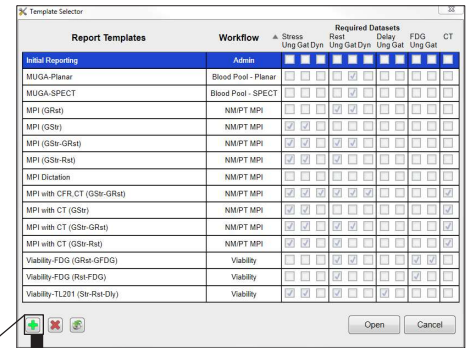 Template Selector
Required Datasets
Report Templates Workflow Stress Rest Delay FDG CT
Ung Gat Dyn Ung Gat Dyn Ung Gat Ung Gat
Initial Reporting Admin
MUGA-Planar Blood Pool - Planar
MUGA-SPECT Blood Pool - SPECT
MPI (GRst) NM/PT MPI
MPI (GStr) NM/PT MPI
MPI (GStr-GRst) NM/PT MPI
MPI (GStr-Rst) NM/PT MPI
MPI Dictation NM/PT MPI
MPI with CFR,CT (GStr-GRst) NM/PT MPI
MPI with CT (GStr) NM/PT MPI
MPI with CT (GStr-GRst) NM/PT MPI
MPI with CT (GStr-Rst) NM/PT MPI
Viability-FDG (GRst-GFDG) Viability
Viability-FDG (Rst-FDG) Viability
Viability-TL201 (Str-Rst-Dly) Viability
Open Cancel